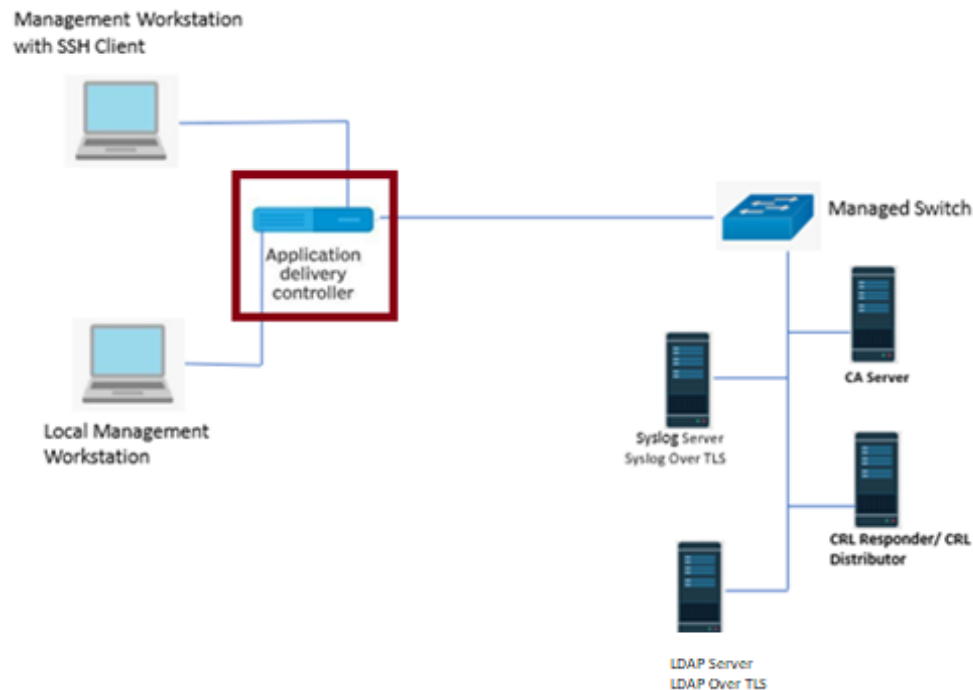 Management Workstation
with SSH Client
Application
delivery
controller
Managed Switch
CA Server
Local Management
Workstation
Syslog Server
Syslog Over TLS
CRL Responder/ CRL
Distributor
LDAP Server
LDAP Over TLS